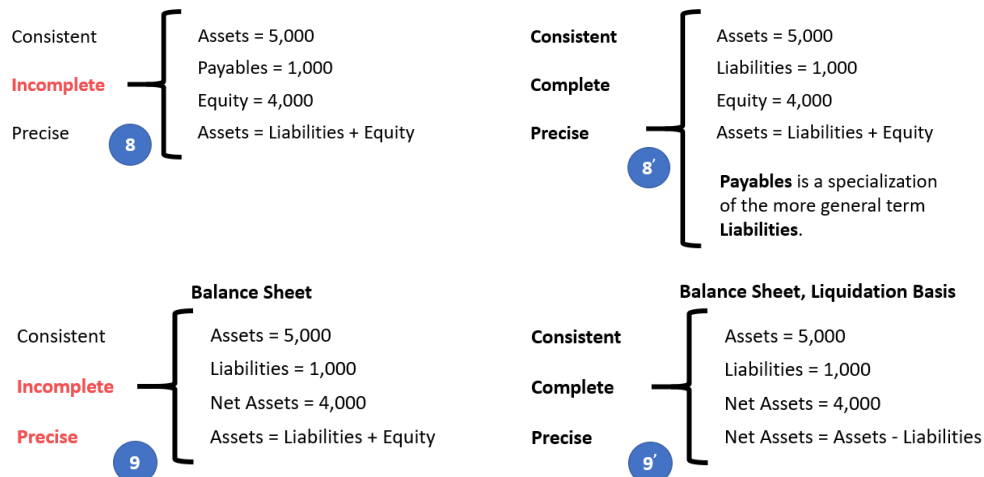 Consistent
Incomplete
Precise
8
Assets = 5,000
Payables = 1,000
Equity = 4,000
Assets = Liabilities + Equity
Consistent
Complete
Precise
8′
Assets = 5,000
Liabilities = 1,000
Equity = 4,000
Assets = Liabilities + Equity
Payables is a specialization
of the more general term
Liabilities.
Balance Sheet
Consistent
Incomplete
Precise
9
Assets = 5,000
Liabilities = 1,000
Net Assets = 4,000
Assets = Liabilities + Equity
Balance Sheet, Liquidation Basis
Consistent
Complete
Precise
9′
Assets = 5,000
Liabilities = 1,000
Net Assets = 4,000
Net Assets = Assets - Liabilities